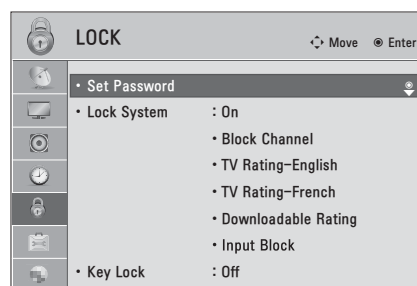 LOCK
Move Enter
• Set Password
• Lock System : On
• Block Channel
• TV Rating-English
• TV Rating-French
• Downloadable Rating
• Input Block
• Key Lock : Off